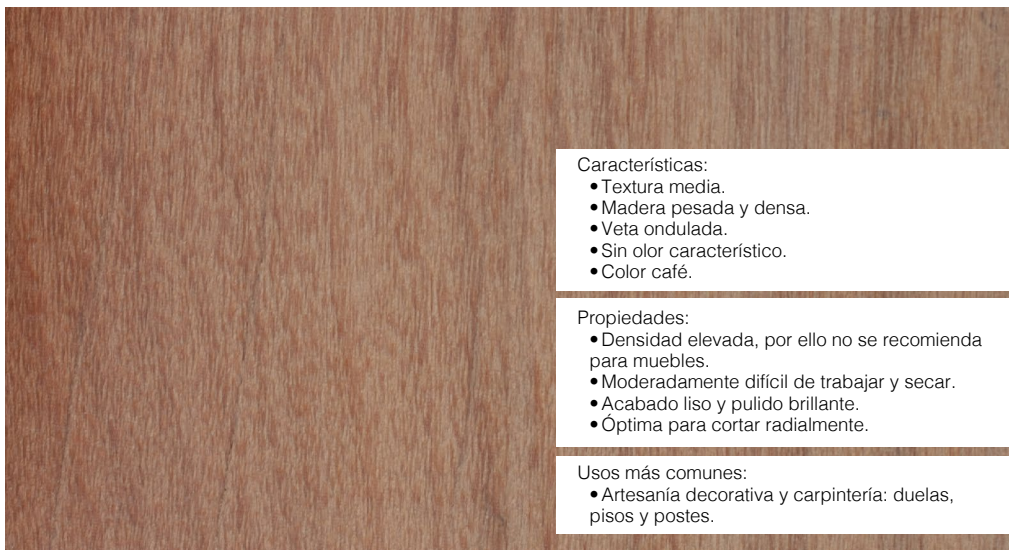 Características:
•Textura media.
•Madera pesada y densa.
•Veta ondulada.
•Sin olor característico.
•Color café.
Propiedades:
•Densidad elevada, por ello no se recomienda
para muebles.
•Moderadamente difícil de trabajar y secar.
•Acabado liso y pulido brillante.
•Óptima para cortar radialmente.
Usos más comunes:
•Artesanía decorativa y carpintería: duelas,
pisos y postes.